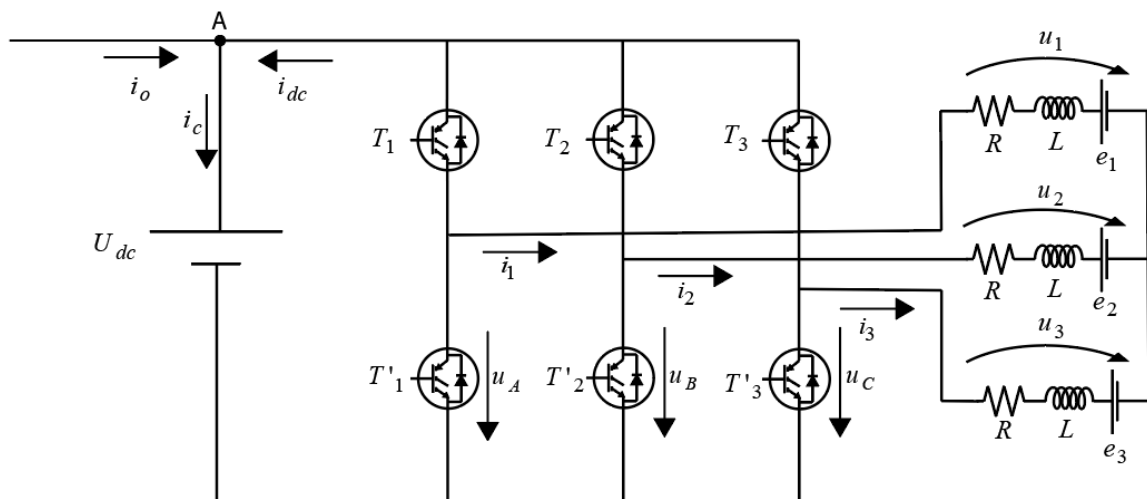 A
i_o
i_dc
i_c
U_dc
T_1
T_2
T_3
i_1
i_2
i_3
T'_1
u_A
T'_2
u_B
T'_3
u_C
u_1
R
L
e_1
u_2
R
L
e_2
u_3
R
L
e_3